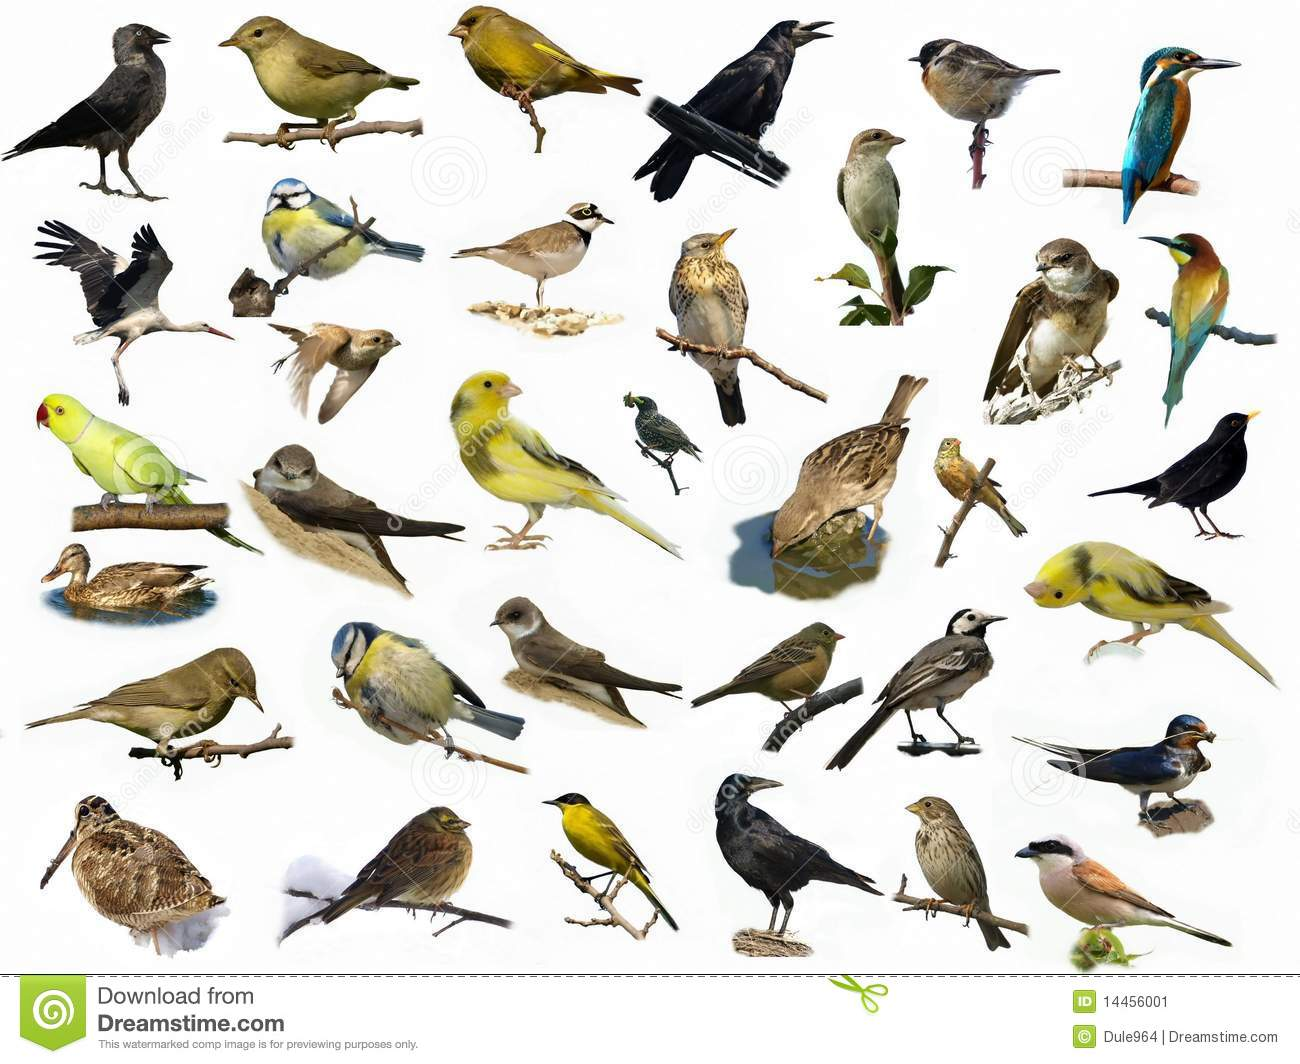 Download from
Dreamstime.com
This watermarked comp image is for previewing purposes only.
ID 14456001
© Dule964 | Dreamstime.com